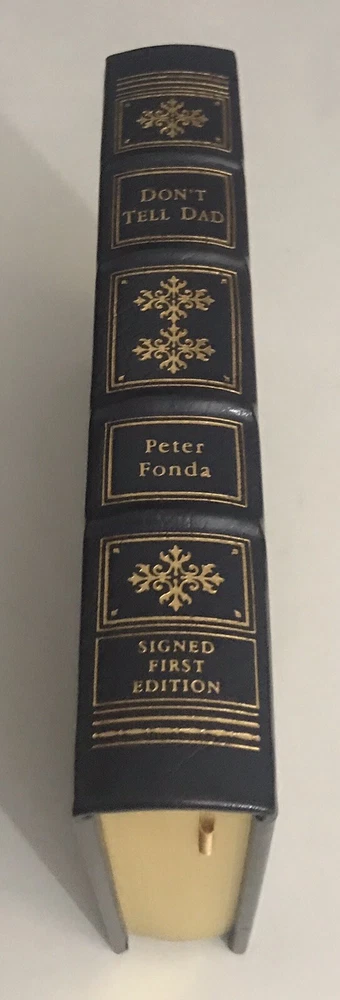 DON'T
TELL DAD
Peter
Fonda
SIGNED
FIRST
EDITION